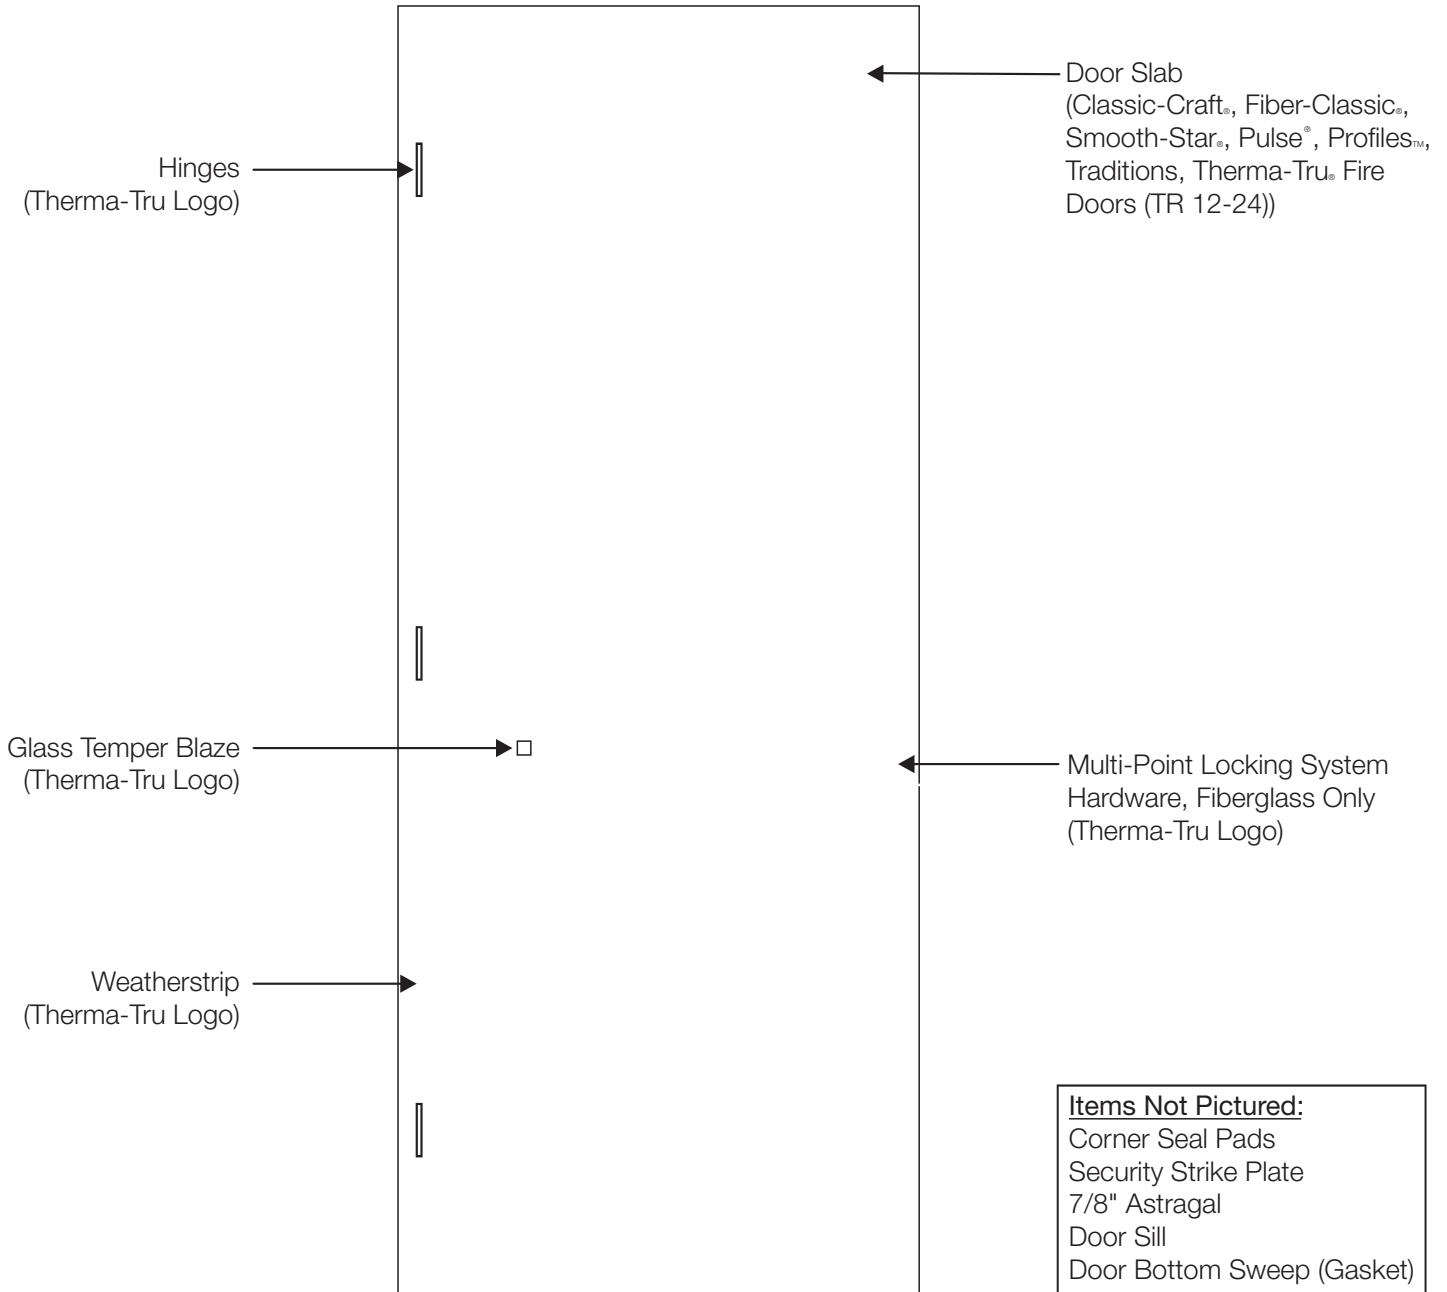 Door Slab
(Classic-Craft®, Fiber-Classic®,
Smooth-Star®, Pulse®, Profiles™,
Traditions, Therma-Tru® Fire
Doors (TR 12-24))
Hinges
(Therma-Tru Logo)
Glass Temper Blaze
(Therma-Tru Logo)
Multi-Point Locking System
Hardware, Fiberglass Only
(Therma-Tru Logo)
Weatherstrip
(Therma-Tru Logo)
Items Not Pictured:
Corner Seal Pads
Security Strike Plate
7/8" Astragal
Door Sill
Door Bottom Sweep (Gasket)